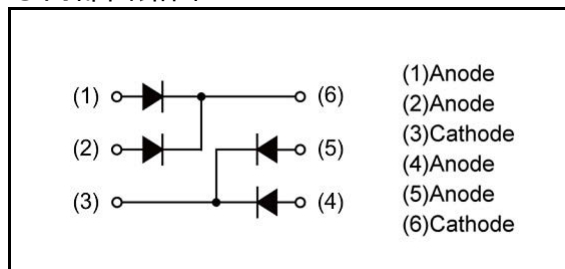 (1)
(6)
(2)
(5)
(3)
(4)
(1)Anode
(2)Anode
(3)Cathode
(4)Anode
(5)Anode
(6)Cathode